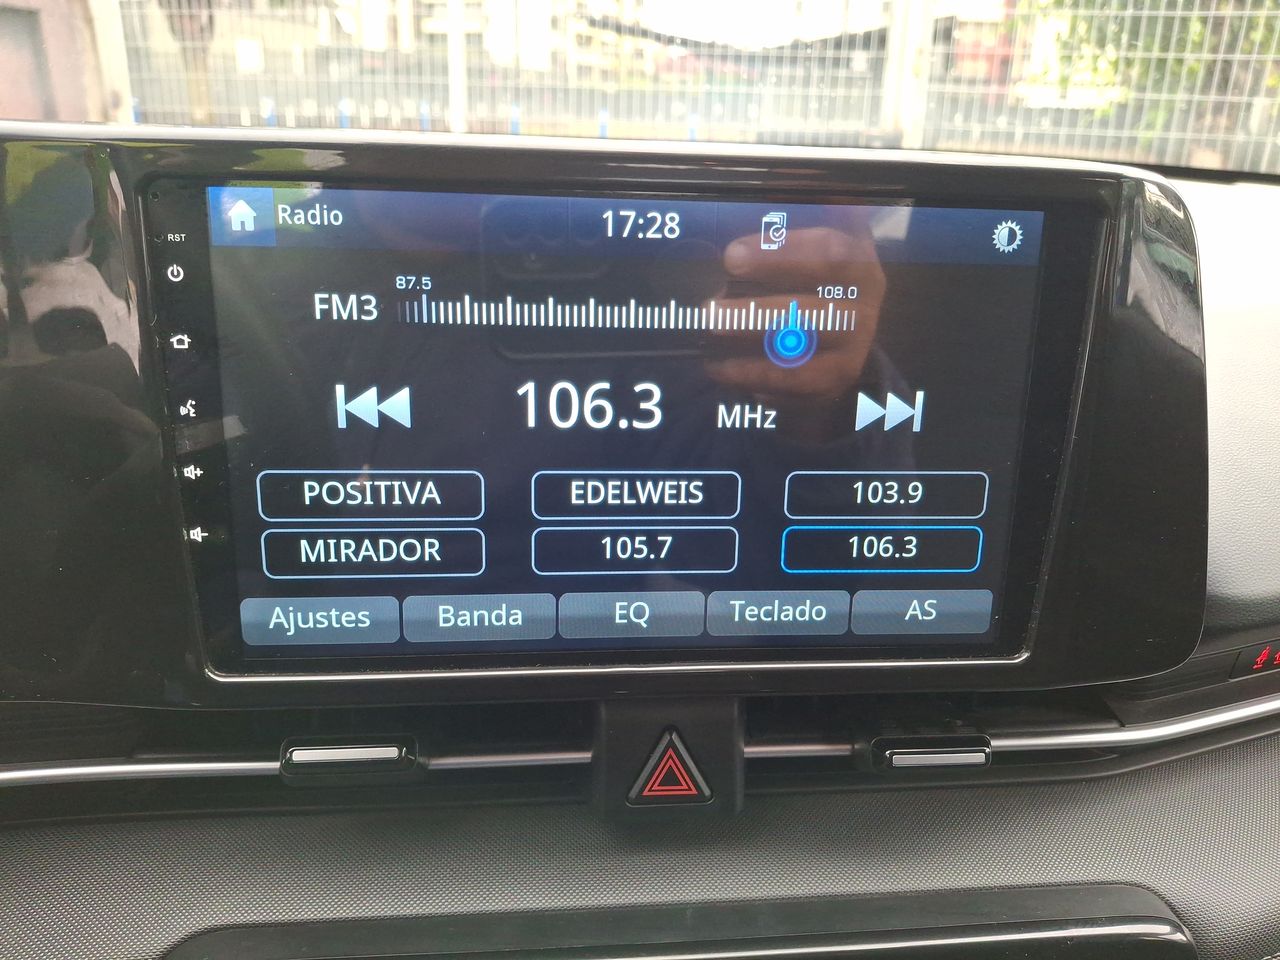 Radio
17:28
RST
87.5
108.0
FM3
106.3 MHz
POSITIVA
EDELWEIS
103.9
MIRADOR
105.7
106.3
Ajustes
Banda
EQ
Teclado
AS